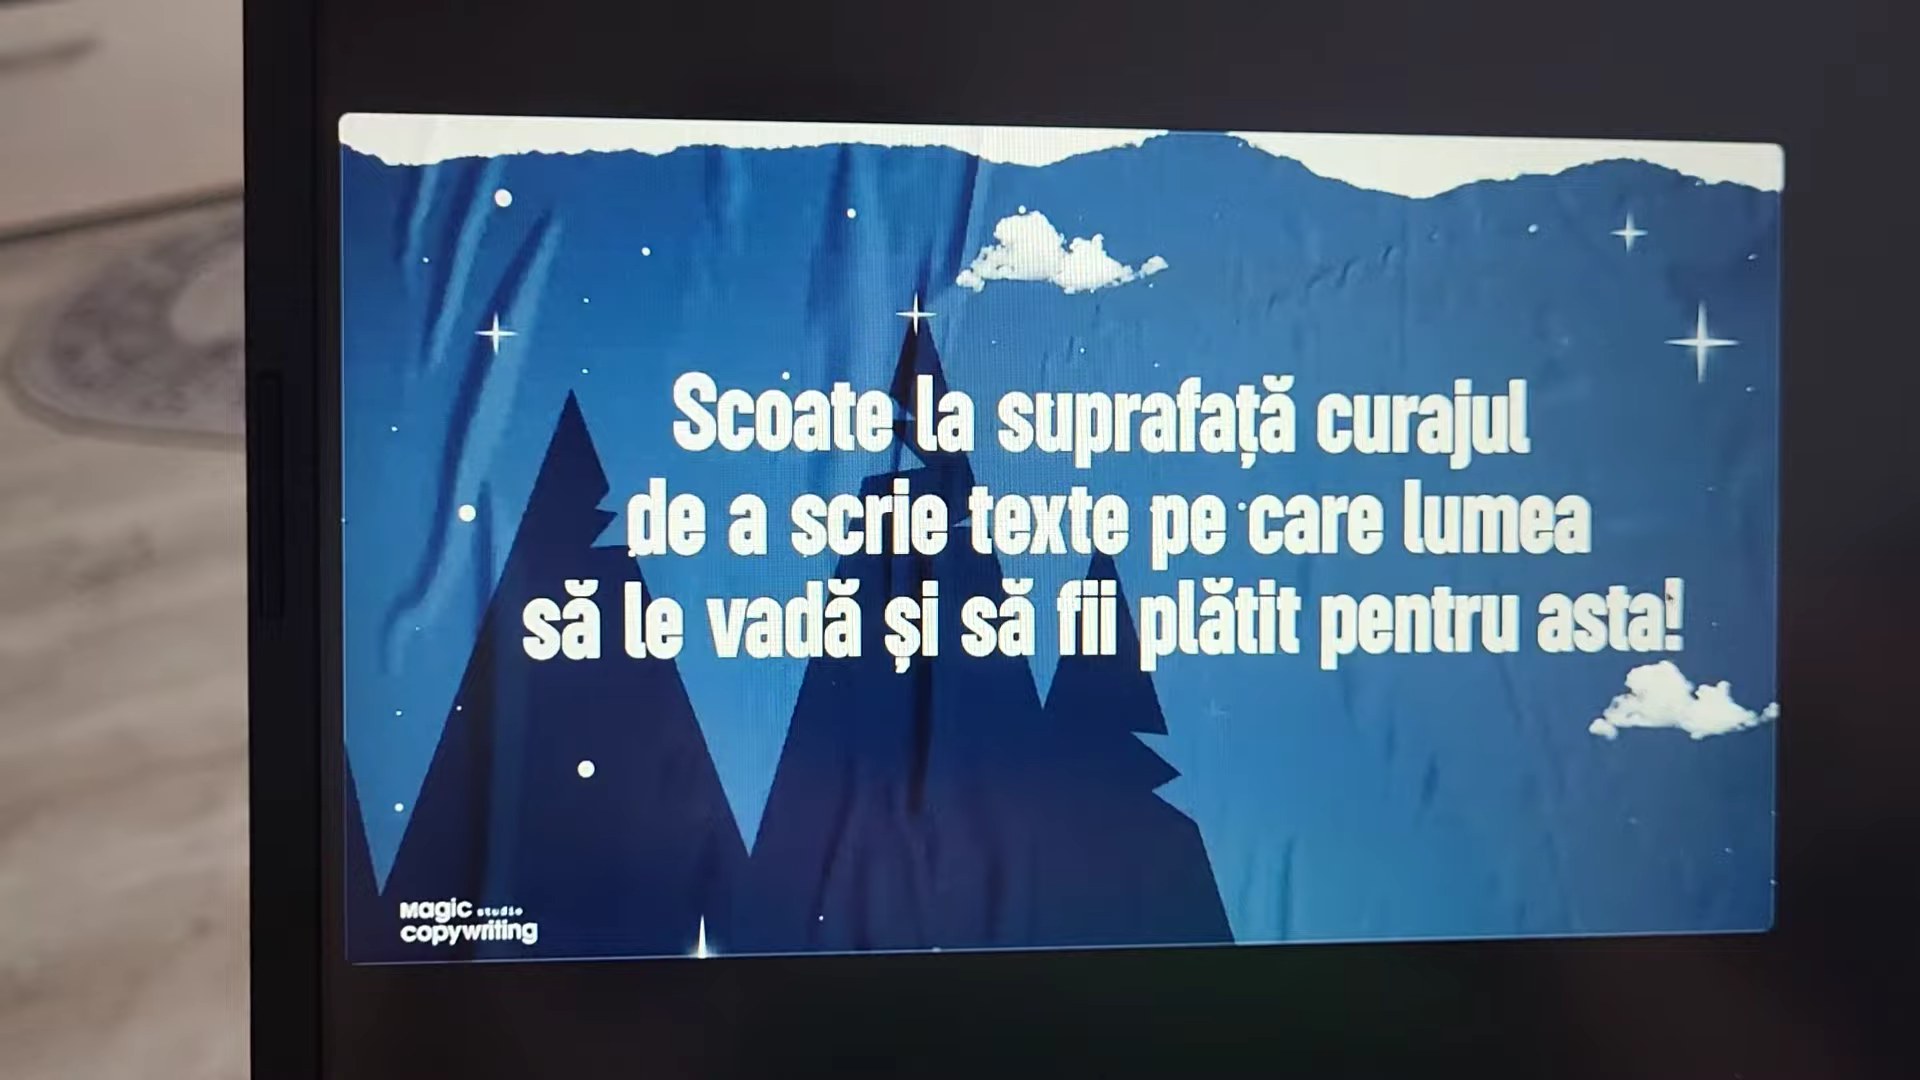 Scoate la suprafață curajul
de a scrie texte pe care lumea
să le vadă și să fii plătit pentru asta!
Magic studio
copywriting